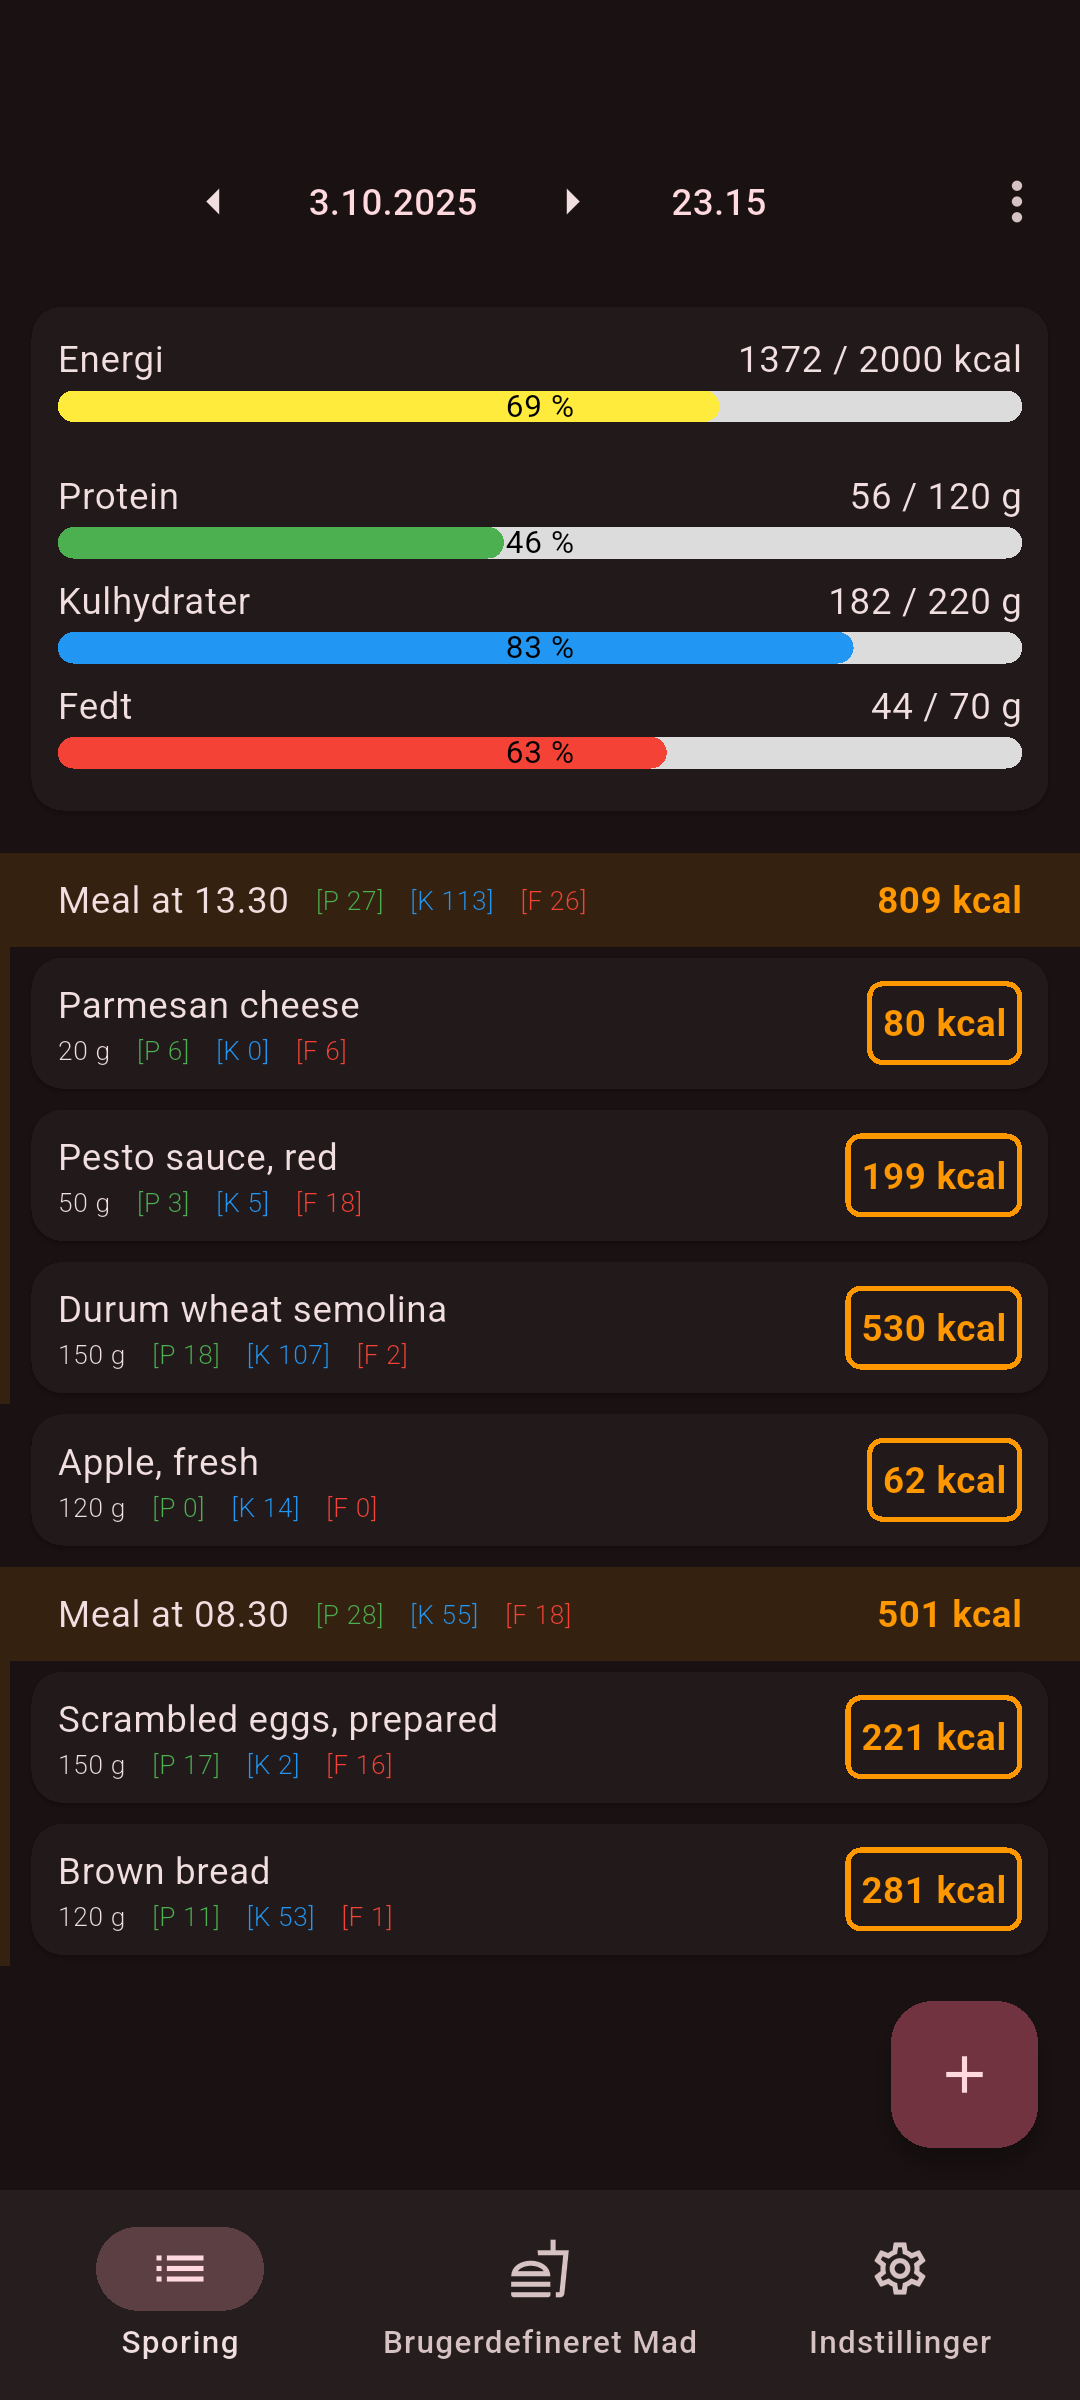 3.10.2025 23.15
Energi 1372 / 2000 kcal
69 %
Protein 56 / 120 g
46 %
Kulhydrater 182 / 220 g
83 %
Fedt 44 / 70 g
63 %
Meal at 13.30 [P 27] [K 113] [F 26] 809 kcal
Parmesan cheese
20 g [P 6] [K 0] [F 6]
80 kcal
Pesto sauce, red
50 g [P 3] [K 5] [F 18]
199 kcal
Durum wheat semolina
150 g [P 18] [K 107] [F 2]
530 kcal
Apple, fresh
120 g [P 0] [K 14] [F 0]
62 kcal
Meal at 08.30 [P 28] [K 55] [F 18] 501 kcal
Scrambled eggs, prepared
150 g [P 17] [K 2] [F 16]
221 kcal
Brown bread
120 g [P 11] [K 53] [F 1]
281 kcal
Sporing Brugerdefineret Mad Indstillinger